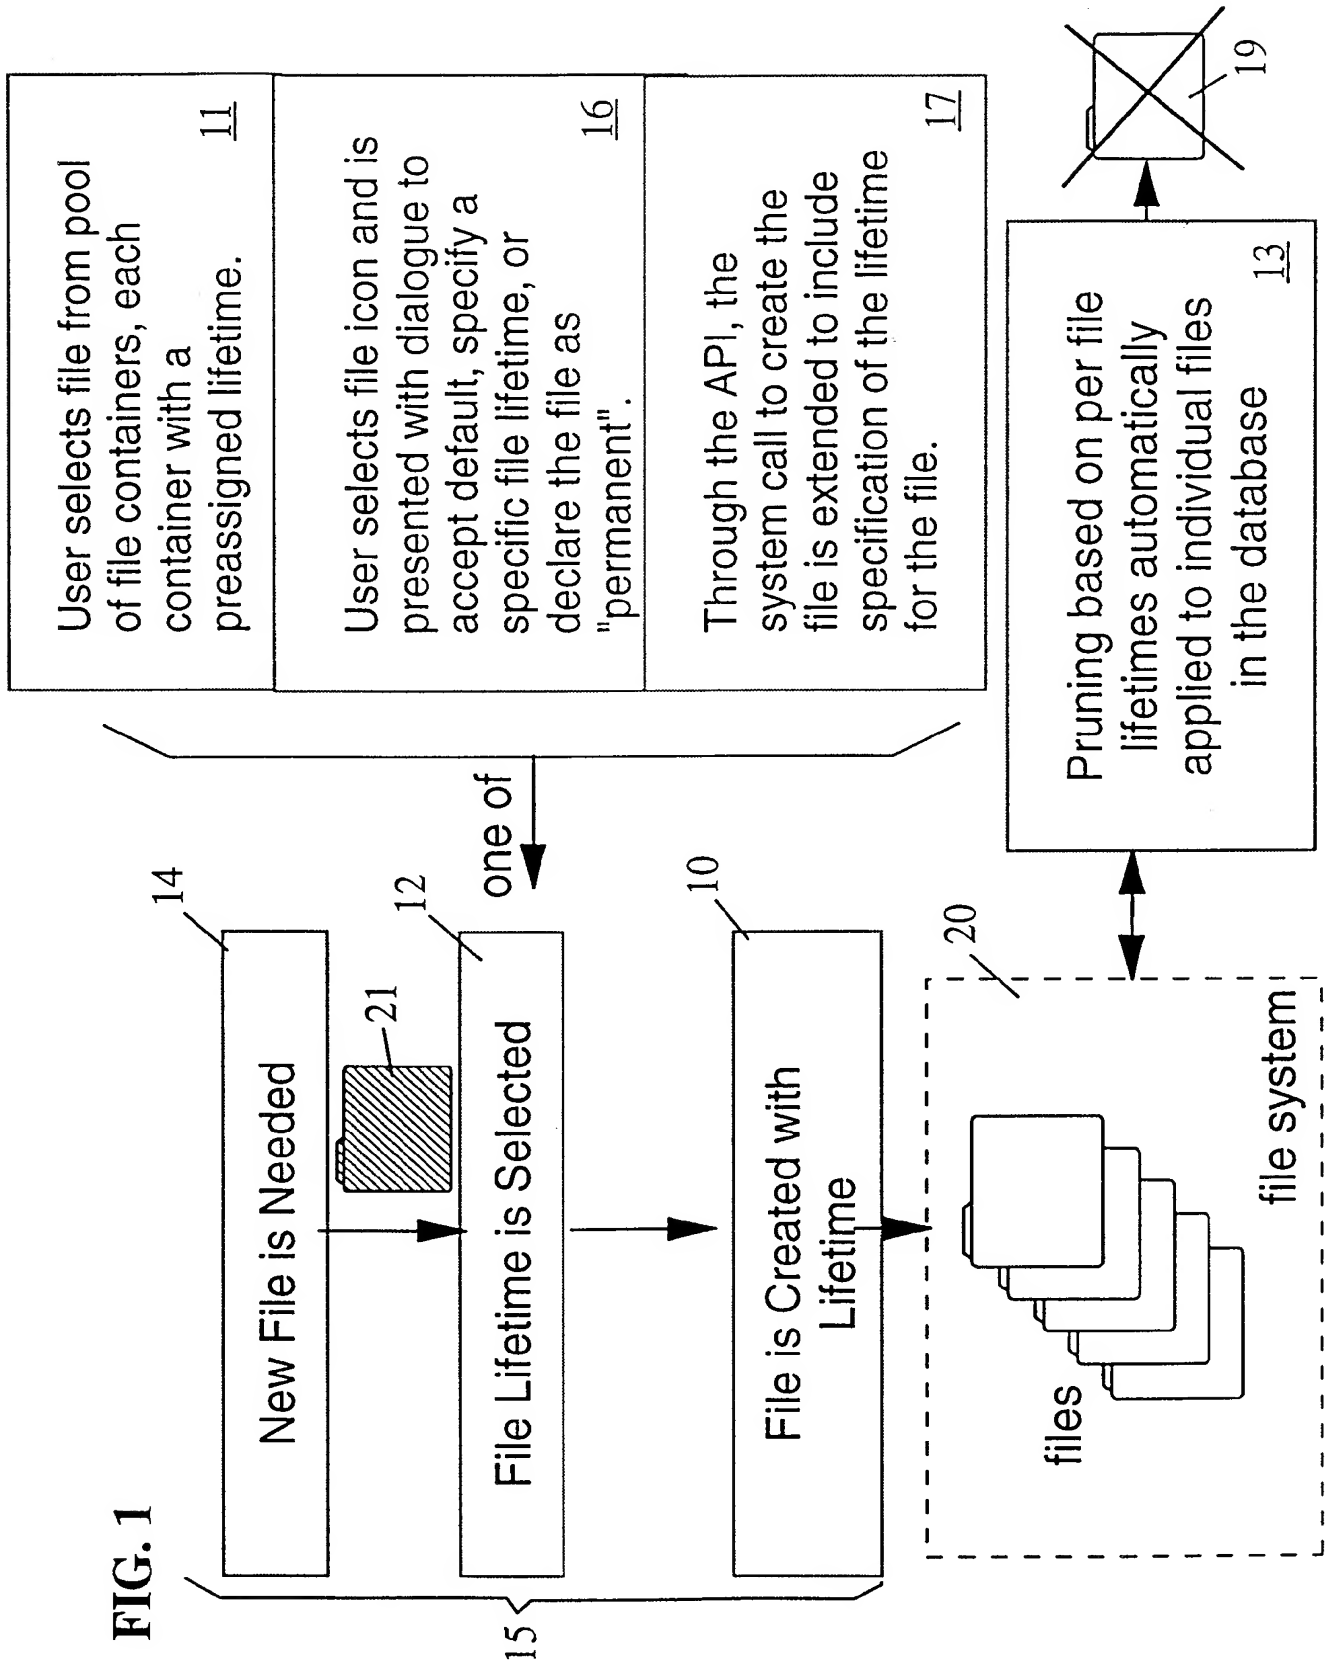 FIG. 1
15
New File is Needed
14
21
File Lifetime is Selected
12
one of
File is Created with
Lifetime
10
User selects file from pool
of file containers, each
container with a
preassigned lifetime.
11
User selects file icon and is
presented with dialogue to
accept default, specify a
specific file lifetime, or
declare the file as
"permanent".
16
Through the API, the
system call to create the
file is extended to include
specification of the lifetime
for the file.
17
files
file system
20
Pruning based on per file
lifetimes automatically
applied to individual files
in the database
13
19